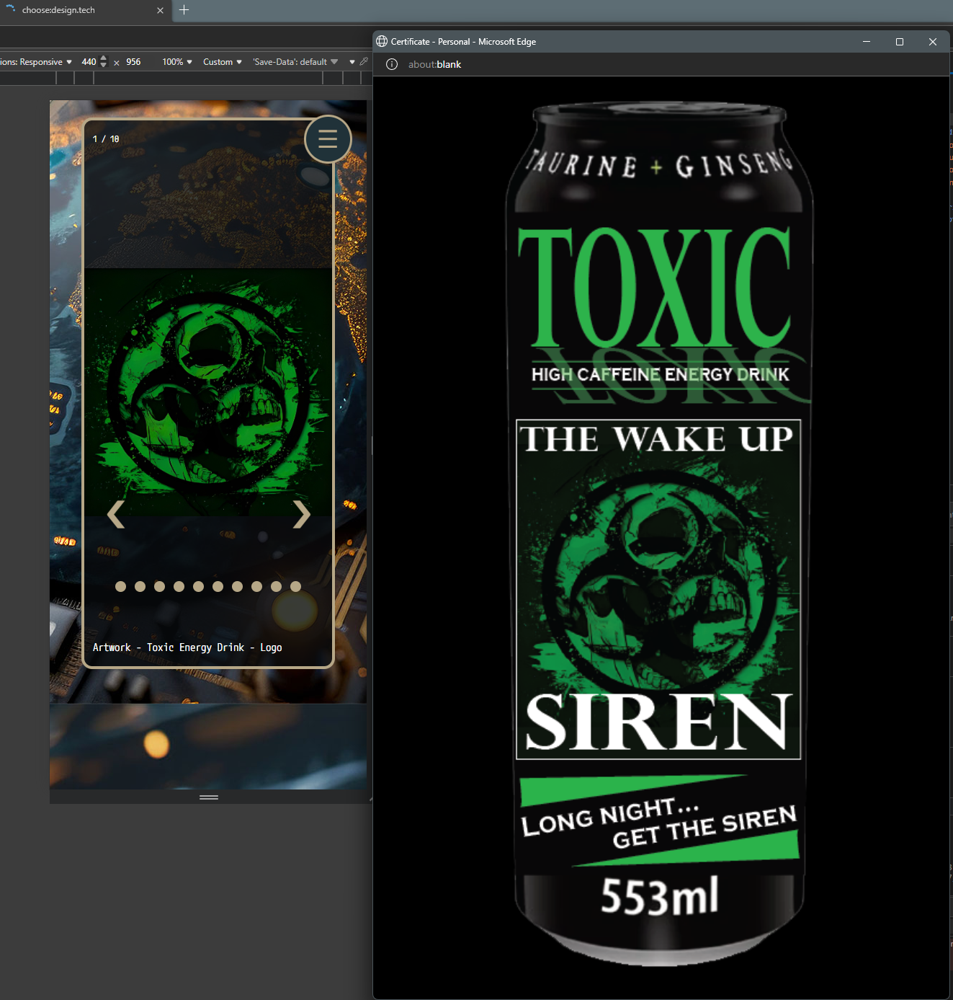 choose:design.tech
ions: Responsive
440 × 956
100%
Custom
'Save-Data': default
1 / 10
Artwork - Toxic Energy Drink - Logo
Certificate - Personal - Microsoft Edge
about:blank
TAURINE + GINSENG
TOXIC
TOXIC
HIGH CAFFEINE ENERGY DRINK
THE WAKE UP
SIREN
LONG NIGHT...
GET THE SIREN
553ml